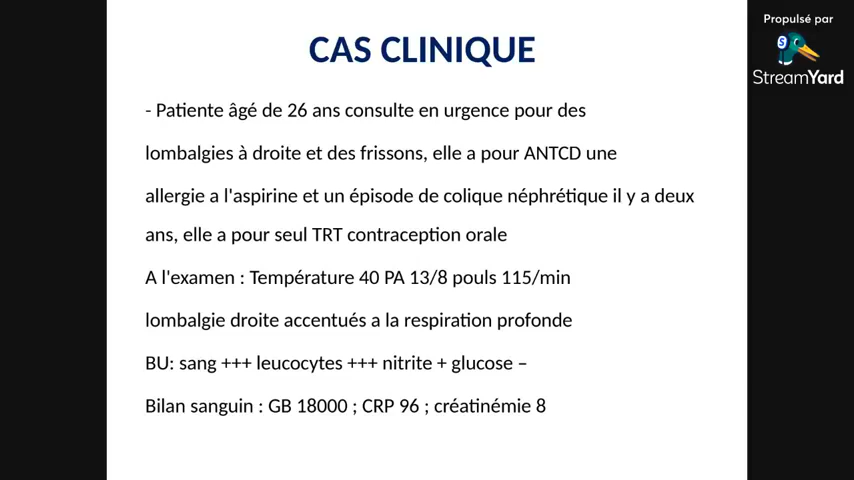 Propulsé par
StreamYard
CAS CLINIQUE
- Patiente âgé de 26 ans consulte en urgence pour des
lombalgies à droite et des frissons, elle a pour ANTCD une
allergie a l'aspirine et un épisode de colique néphrétique il y a deux
ans, elle a pour seul TRT contraception orale
A l'examen : Température 40 PA 13/8 pouls 115/min
lombalgie droite accentués a la respiration profonde
BU: sang +++ leucocytes +++ nitrite + glucose –
Bilan sanguin : GB 18000 ; CRP 96 ; créatinémie 8